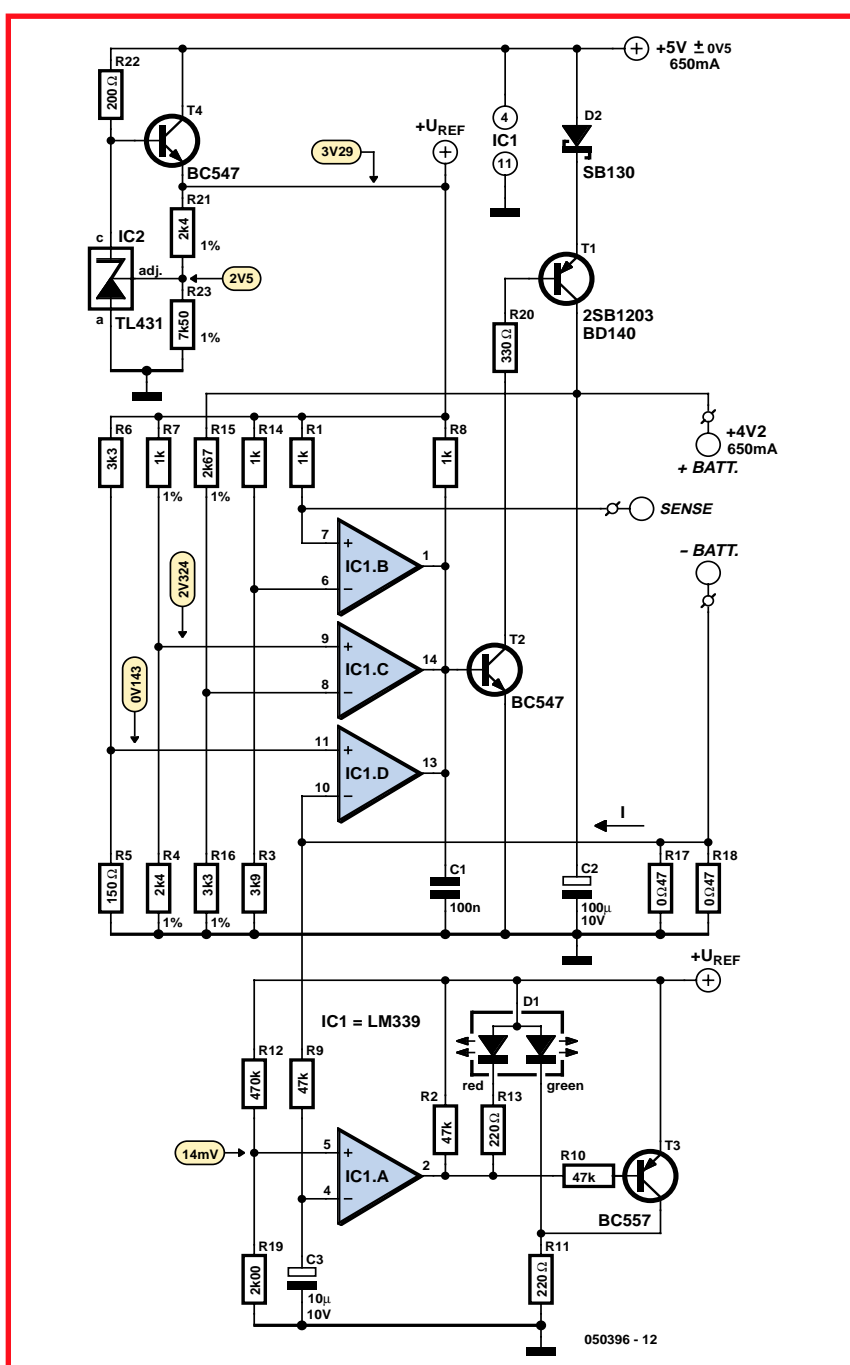 +5V ± 0V5
650mA
R22
200Ω
T4
BC547
3V29
+UREF
4
IC1
11
D2
SB130
R21
2k4
1%
IC2
c
adj.
a
TL431
2V5
R23
7k50
1%
T1
2SB1203
BD140
R20
330Ω
R6
3k3
R7
1k
1%
R15
2k67
1%
R14
1k
R1
1k
R8
1k
+4V2
650mA
+ BATT.
SENSE
– BATT.
7
+
IC1.B
1
6
–
2V324
9
+
IC1.C
14
8
–
T2
BC547
0V143
11
+
IC1.D
13
10
–
I
R5
150Ω
R4
2k4
1%
R16
3k3
1%
R3
3k9
C1
100n
C2
100µ
10V
R17
0Ω47
R18
0Ω47
+UREF
IC1 = LM339
D1
red
green
R12
470k
R9
47k
R2
47k
R13
220Ω
14mV
5
+
IC1.A
2
4
–
R10
47k
T3
BC557
R19
2k00
C3
10µ
10V
R11
220Ω
050396 - 12